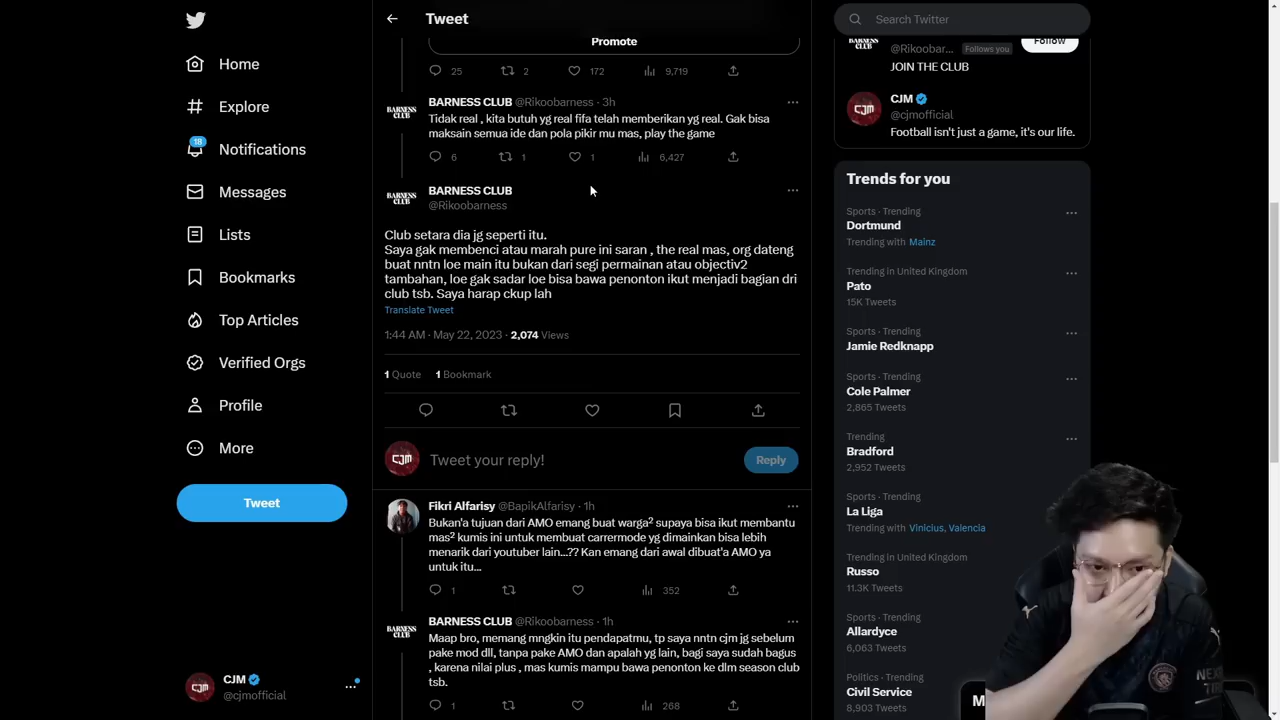 Tweet
Promote
25 2 172 9,719
BARNESS CLUB @Rikoobarness · 3h
Tidak real , kita butuh yg real fifa telah memberikan yg real. Gak bisa
maksain semua ide dan pola pikir mu mas, play the game
6 1 1 6,427
BARNESS CLUB
@Rikoobarness
Club setara dia jg seperti itu.
Saya gak membenci atau marah pure ini saran , the real mas, org dateng
buat nntn loe main itu bukan dari segi permainan atau objectiv2
tambahan, loe gak sadar loe bisa bawa penonton ikut menjadi bagian dri
club tsb. Saya harap ckup lah
Translate Tweet
1:44 AM · May 22, 2023 · 2,074 Views
1 Quote 1 Bookmark
CJM
Tweet your reply!
Reply
Fikri Alfarisy @BapikAlfarisy · 1h
Bukan'a tujuan dari AMO emang buat warga² supaya bisa ikut membantu
mas² kumis ini untuk membuat carrermode yg dimainkan bisa lebih
menarik dari youtuber lain...?? Kan emang dari awal dibuat'a AMO ya
untuk itu...
1 352
BARNESS CLUB @Rikoobarness · 1h
Maap bro, memang mngkin itu pendapatmu, tp saya nntn cjm jg sebelum
pake mod dll, tanpa pake AMO dan apalah yg lain, bagi saya sudah bagus
, karena nilai plus , mas kumis mampu bawa penonton ke dlm season club
tsb.
1 268
BARNESS CLUB
BARNESS CLUB
BARNESS CLUB
Home
Explore
18
Notifications
Messages
Lists
Bookmarks
Top Articles
Verified Orgs
Profile
More
Tweet
CJM
CJM
@cjmofficial
Search Twitter
BARNESS CLUB
@Rikoobar... Follows you
Follow
JOIN THE CLUB
CJM
CJM
@cjmofficial
Football isn't just a game, it's our life.
Trends for you
Sports · Trending
Dortmund
Trending with Mainz
Trending in United Kingdom
Pato
15K Tweets
Sports · Trending
Jamie Redknapp
Sports · Trending
Cole Palmer
2,865 Tweets
Trending
Bradford
2,952 Tweets
Sports · Trending
La Liga
Trending with Vinicius, Valencia
Trending in United Kingdom
Russo
11.3K Tweets
Sports · Trending
Allardyce
6,063 Tweets
Politics · Trending
Civil Service
8,903 Tweets